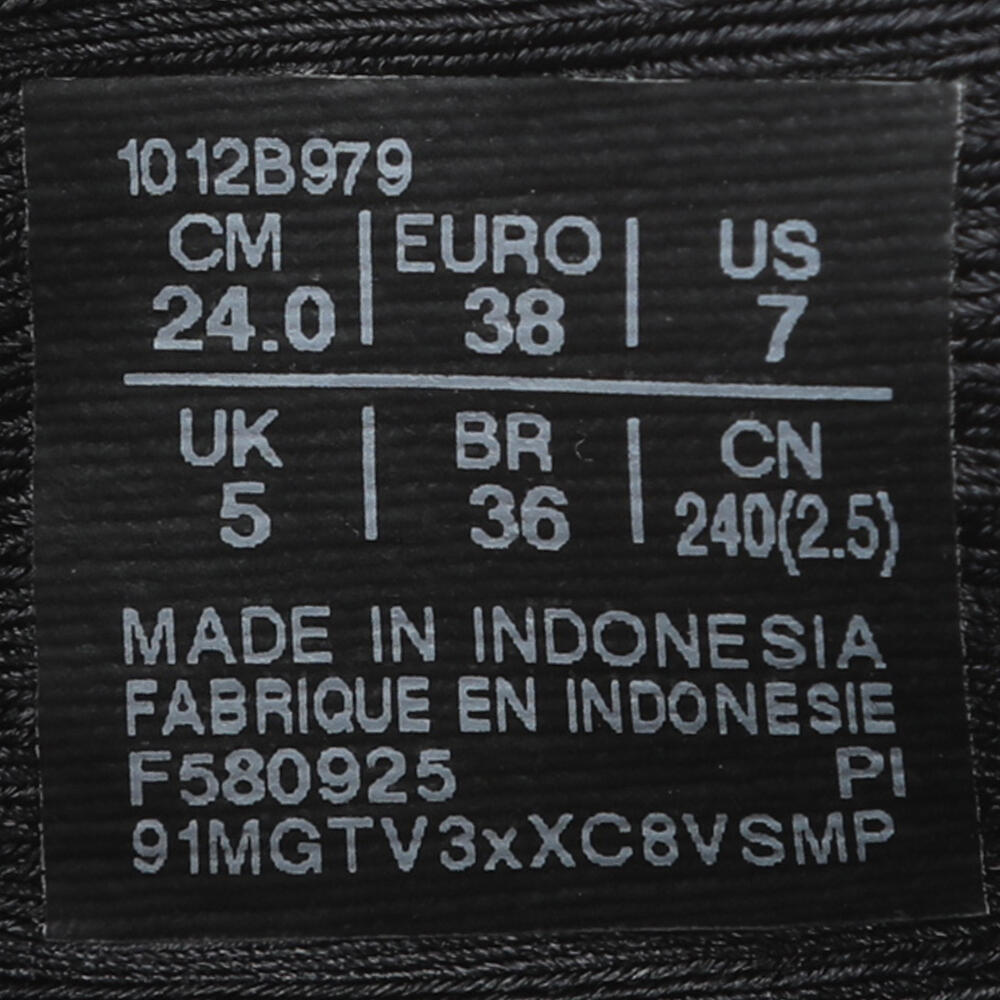 1012B979
CM | EURO | US
24.0 | 38 | 7
UK | BR | CN
5 | 36 | 240(2.5)
MADE IN INDONESIA
FABRIQUE EN INDONESIE
F580925 PI
91MGTV3xXC8VSMP